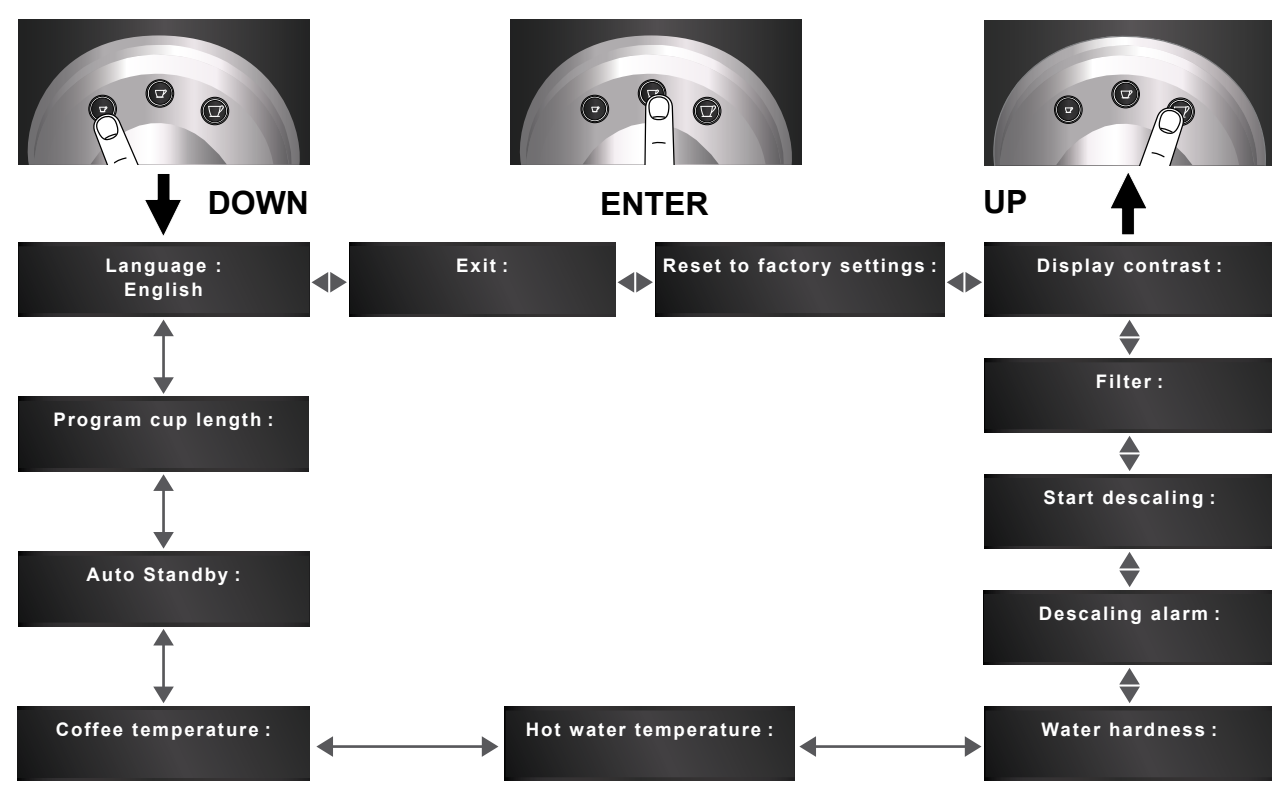 DOWN
ENTER
UP
Language :
English
Exit :
Reset to factory settings :
Display contrast :
Filter :
Program cup length :
Start descaling :
Auto Standby :
Descaling alarm :
Coffee temperature :
Hot water temperature :
Water hardness :